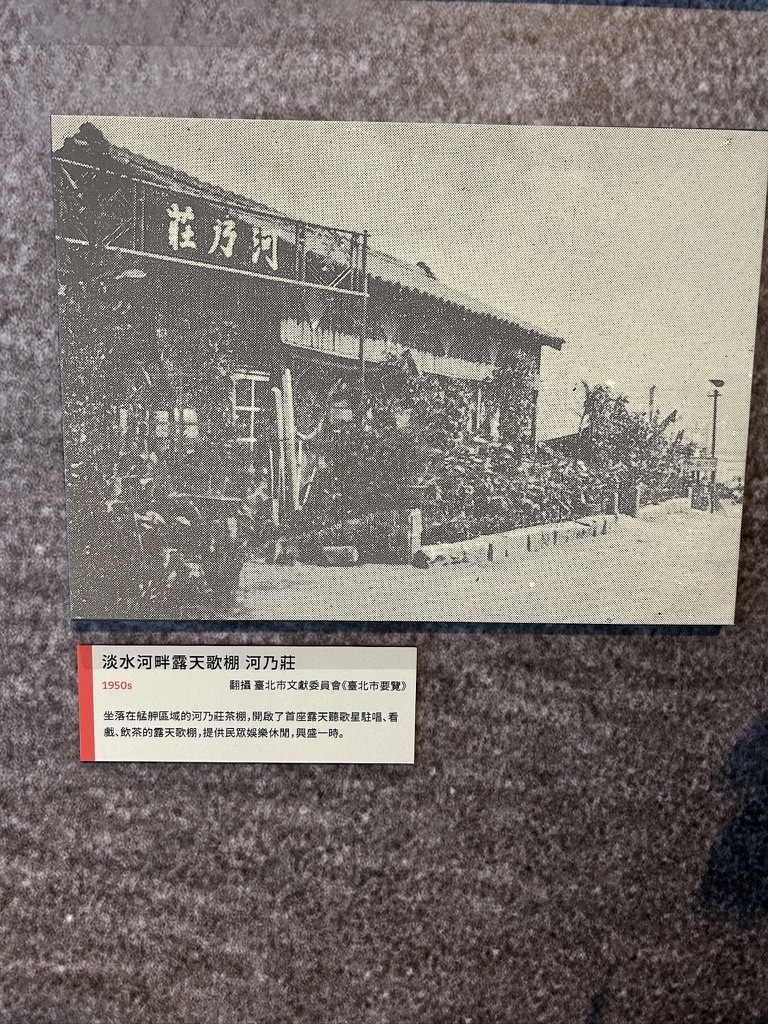 莊乃河
淡水河畔露天歌棚 河乃莊
1950s
翻攝 臺北市文獻委員會《臺北市要覽》
坐落在艋舺區域的河乃莊茶棚,開啟了首座露天聽歌星駐唱、看
戲、飲茶的露天歌棚,提供民眾娛樂休閒,興盛一時。